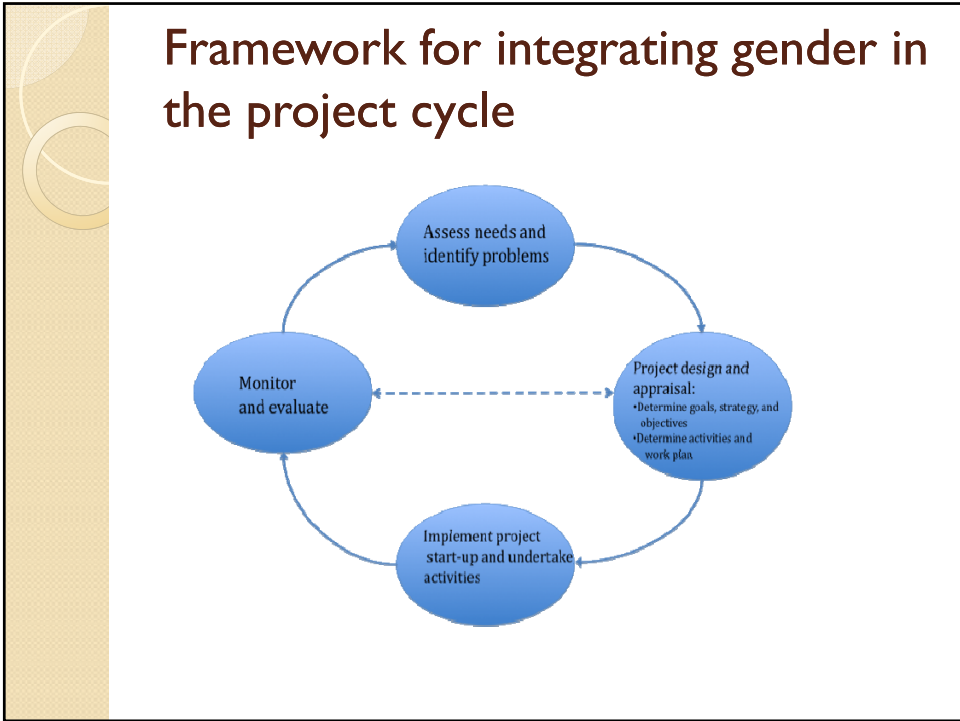 Framework for integrating gender in
the project cycle
Assess needs and
identify problems
Monitor
and evaluate
Project design and
appraisal:
•Determine goals, strategy, and
objectives
•Determine activities and
work plan
Implement project
start-up and undertake
activities